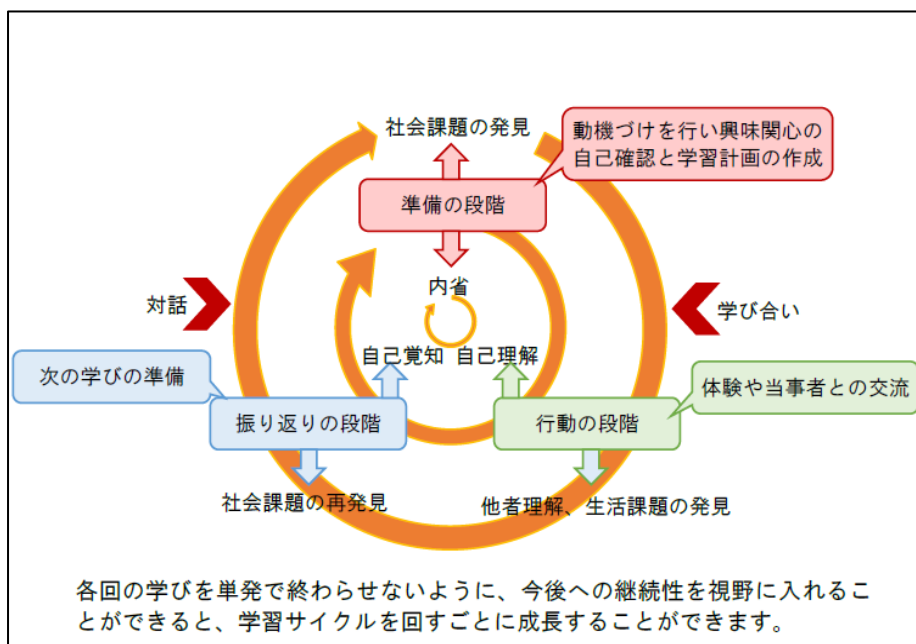 社会課題の発見
動機づけを行い興味関心の
自己確認と学習計画の作成
準備の段階
内省
対話
学び合い
自己覚知 自己理解
次の学びの準備
体験や当事者との交流
振り返りの段階
行動の段階
社会課題の再発見
他者理解、生活課題の発見
各回の学びを単発で終わらせないように、今後への継続性を視野に入れるこ
とができると、学習サイクルを回すごとに成長することができます。